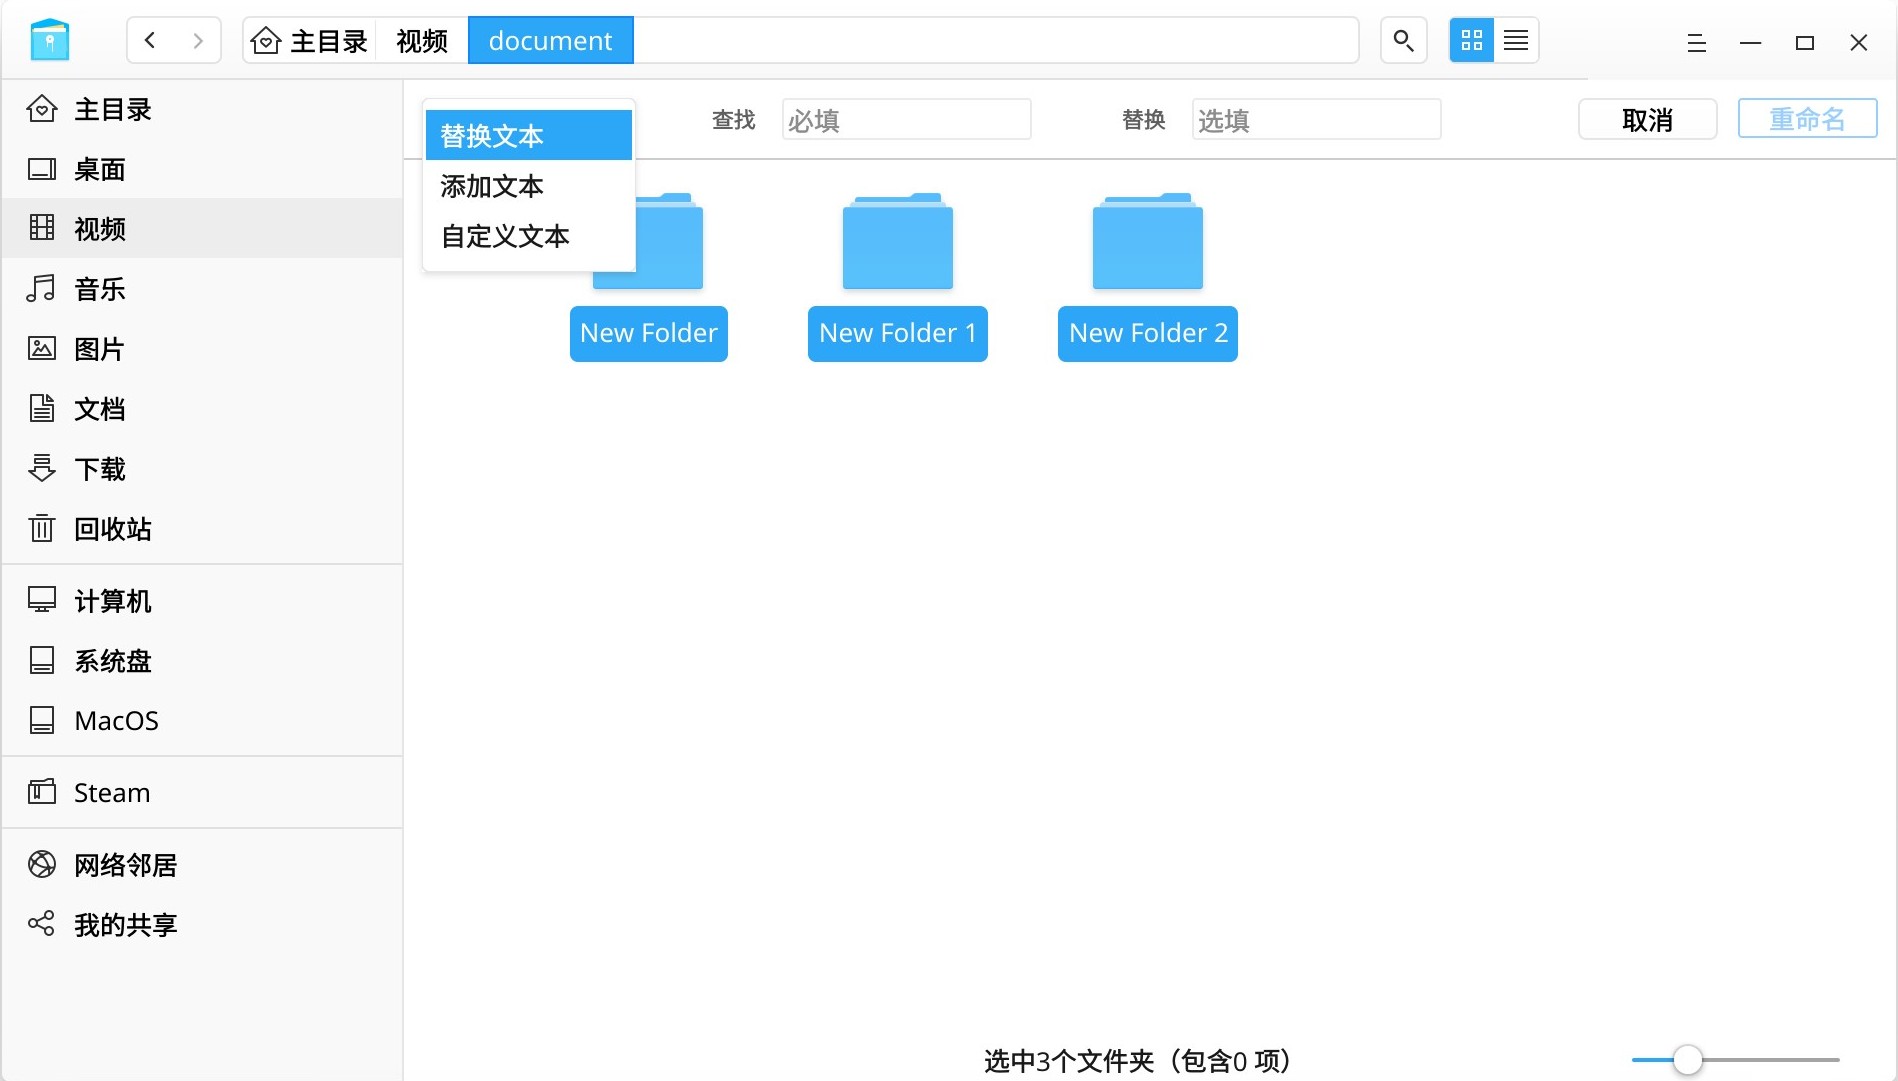 主目录 视频 document
主目录
桌面
视频
音乐
图片
文档
下载
回收站
计算机
系统盘
MacOS
Steam
网络邻居
我的共享
替换文本
添加文本
自定义文本
查找 必填 替换 选填 取消 重命名
New Folder New Folder 1 New Folder 2
选中3个文件夹（包含0 项）